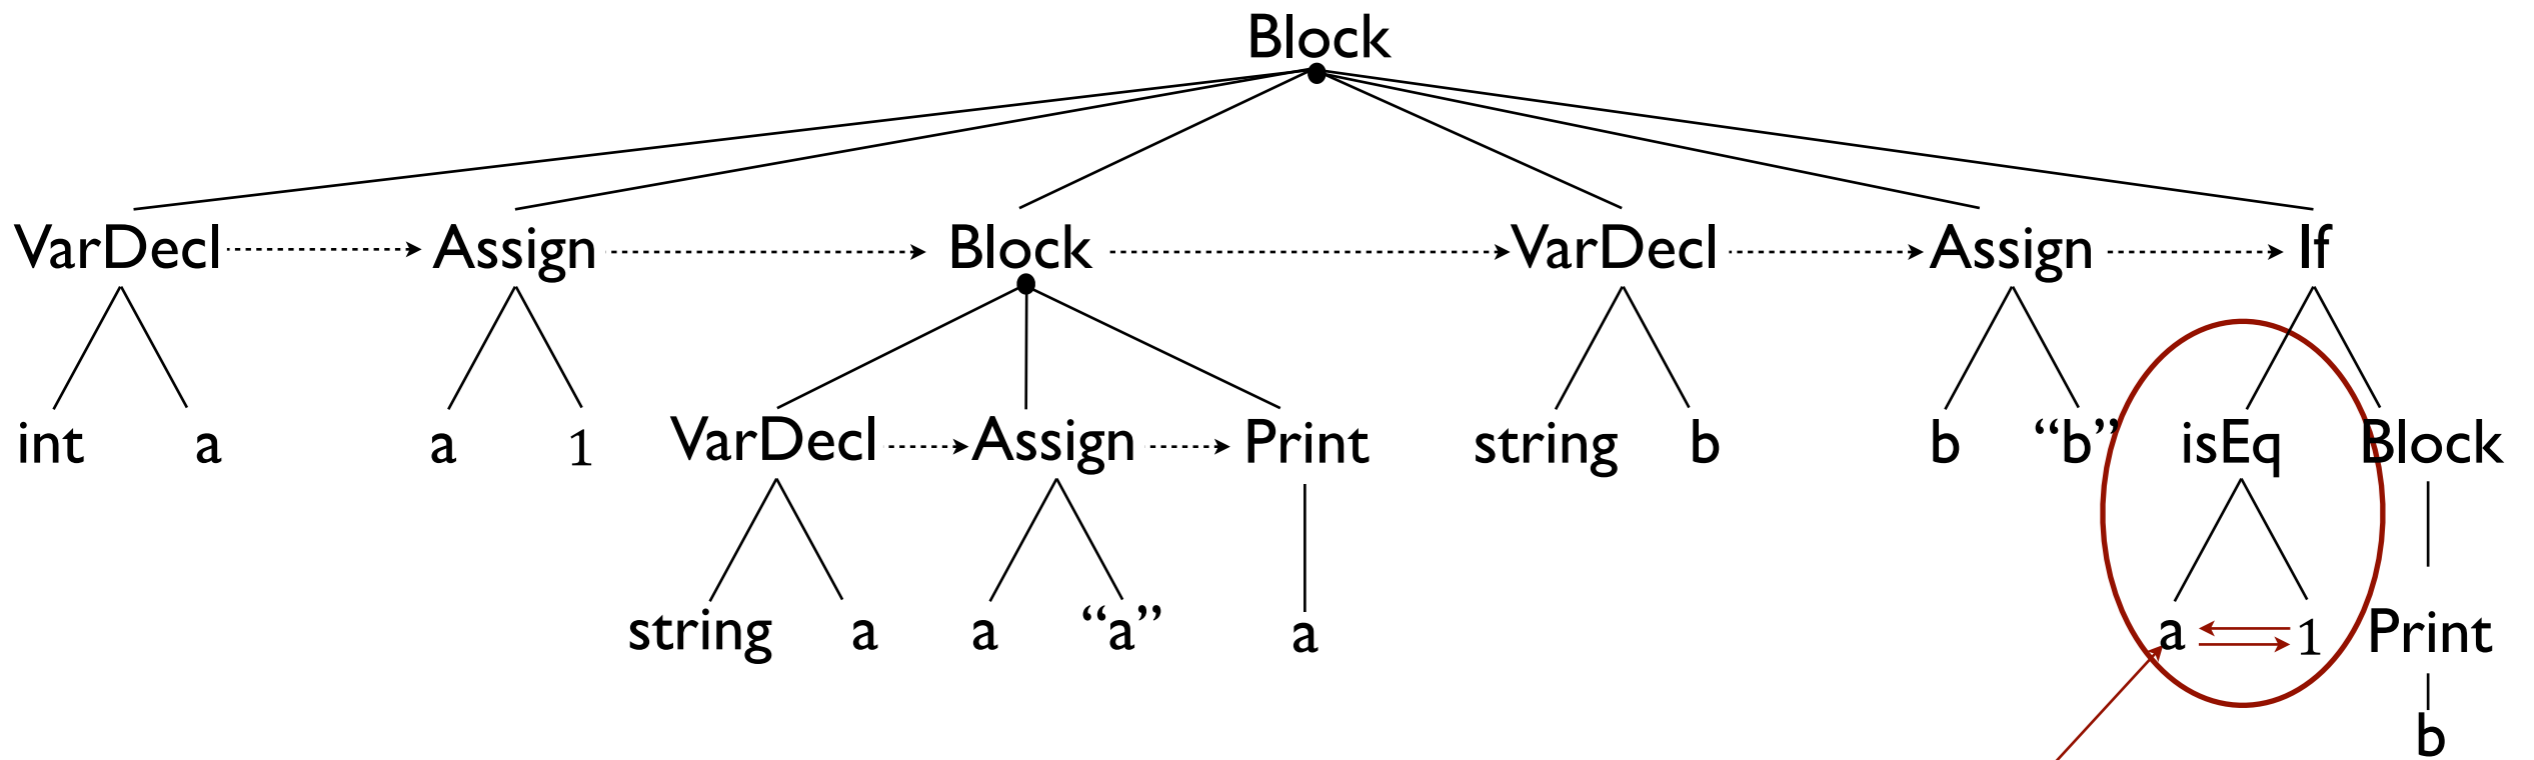 Block
VarDecl Assign Block VarDecl Assign If
int a a 1 VarDecl Assign Print string b b “b” isEq Block
string a a “a” a a 1 Print
b